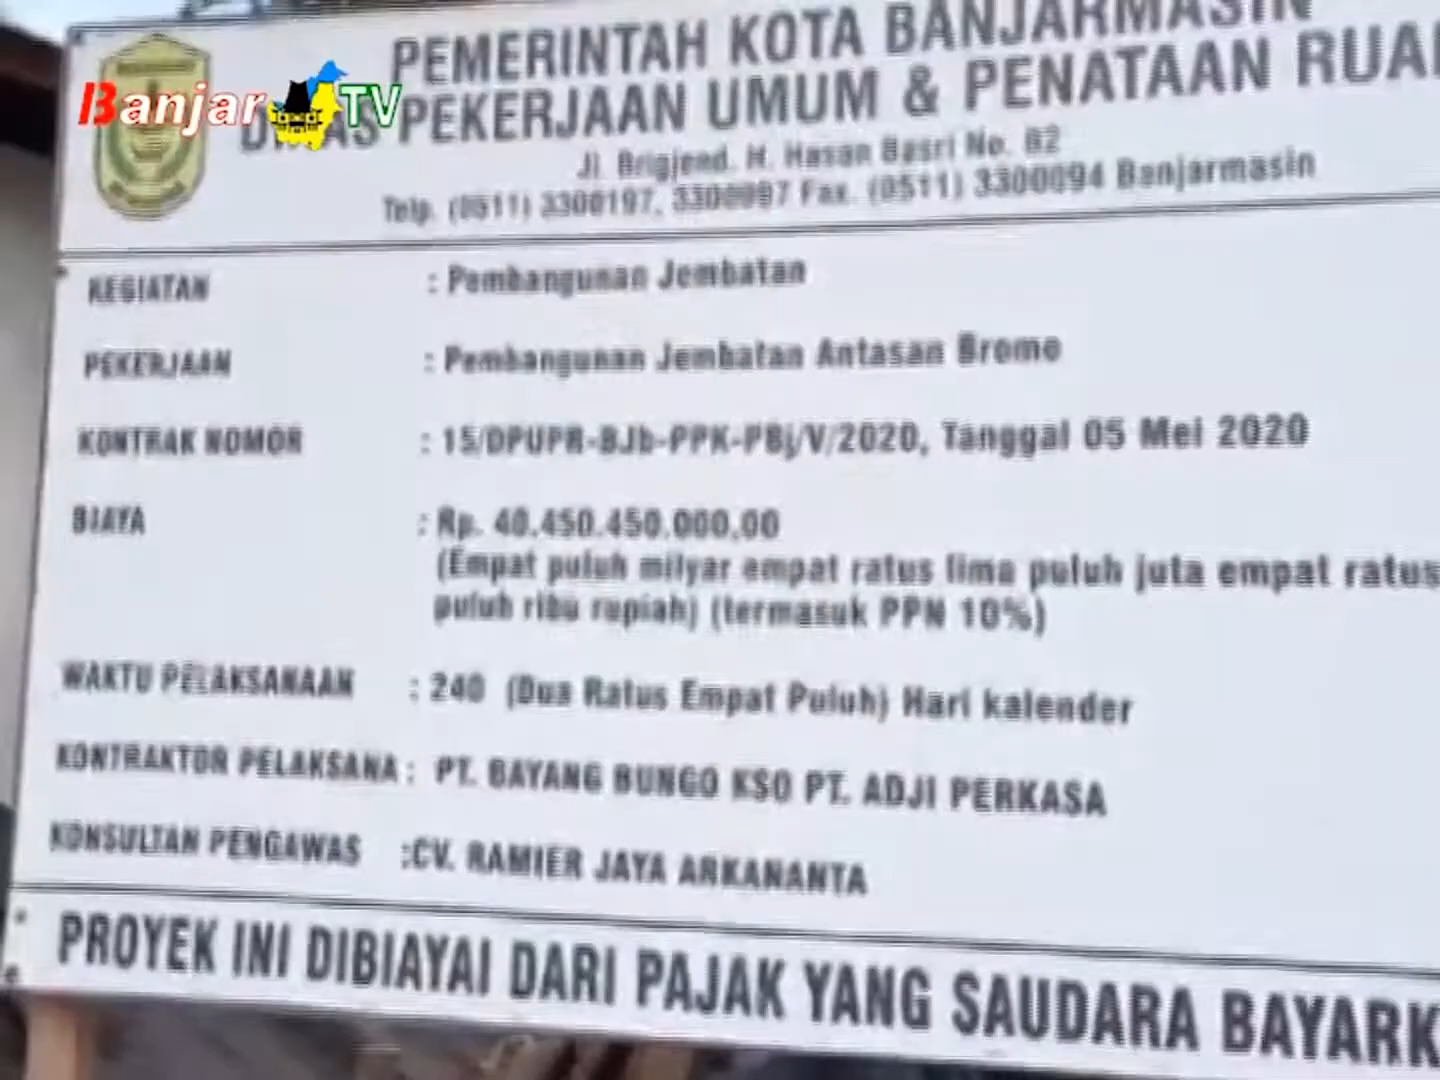 Banjar TV
PEMERINTAH KOTA BANJARMASIN
PEKERJAAN UMUM & PENATAAN RUA
Jl. Brigjend. H. Hasan Basri No. 82
Telp. (0511) 3300197, 3300097 Fax. (0511) 3300094 Banjarmasin
KEGIATAN : Pembangunan Jembatan
PEKERJAAN : Pembangunan Jembatan Antasan Bromo
KONTRAK NOMOR : 15/DPUPR-BJb-PPK-PBj/V/2020, Tanggal 05 Mei 2020
BIAYA : Rp. 40.450.450.000,00
(Empat puluh milyar empat ratus lima puluh juta empat ratus
puluh ribu rupiah) (termasuk PPN 10%)
WAKTU PELAKSANAAN : 240 (Dua Ratus Empat Puluh) Hari kalender
KONTRAKTOR PELAKSANA : PT. BAYANG BUNGO KSO PT. ADJI PERKASA
KONSULTAN PENGAWAS :CV. RAMIER JAYA ARKANANTA
PROYEK INI DIBIAYAI DARI PAJAK YANG SAUDARA BAYARK